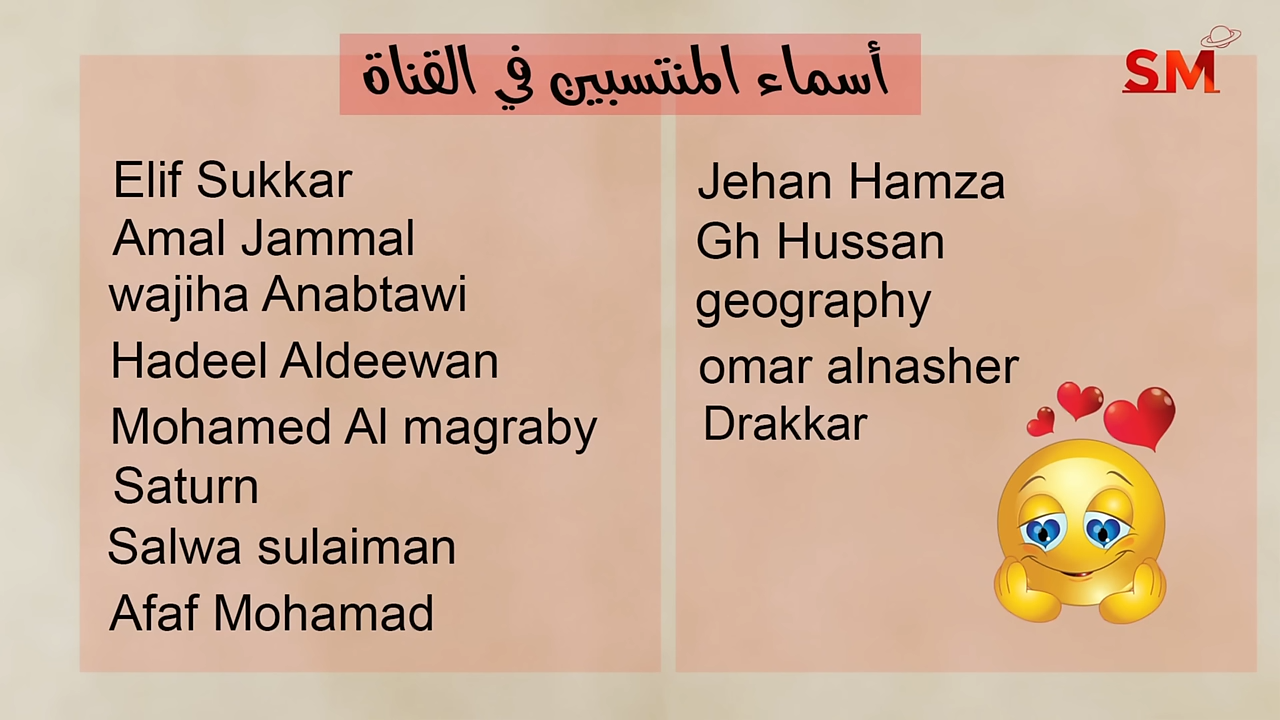 أسماء المنتسبين في القناة
SM
Elif Sukkar
Amal Jammal
wajiha Anabtawi
Hadeel Aldeewan
Mohamed Al magraby
Saturn
Salwa sulaiman
Afaf Mohamad
Jehan Hamza
Gh Hussan
geography
omar alnasher
Drakkar